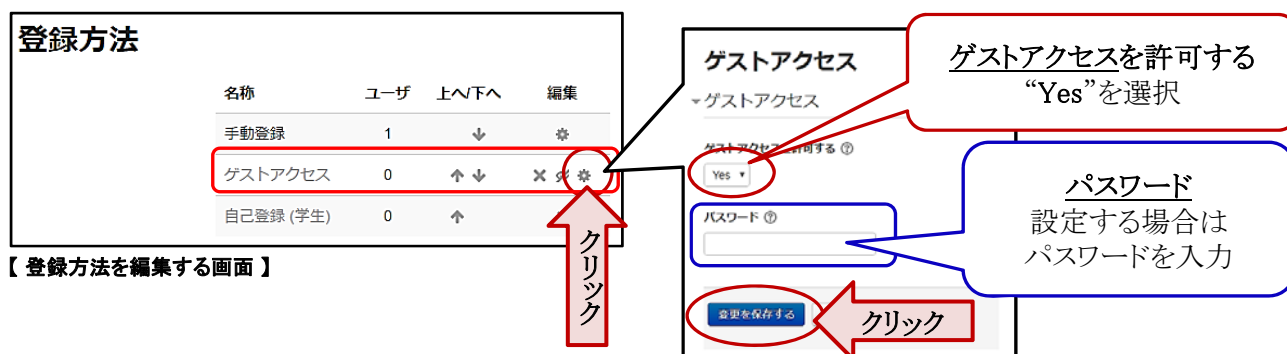 登録方法
名称 ユーザ 上へ/下へ 編集
手動登録 1
ゲストアクセス 0
自己登録 (学生) 0
クリック
【 登録方法を編集する画面 】
ゲストアクセス
ゲストアクセス
ゲストアクセスを許可する
Yes
パスワード
変更を保存する
クリック
ゲストアクセスを許可する
“Yes”を選択
パスワード
設定する場合は
パスワードを入力